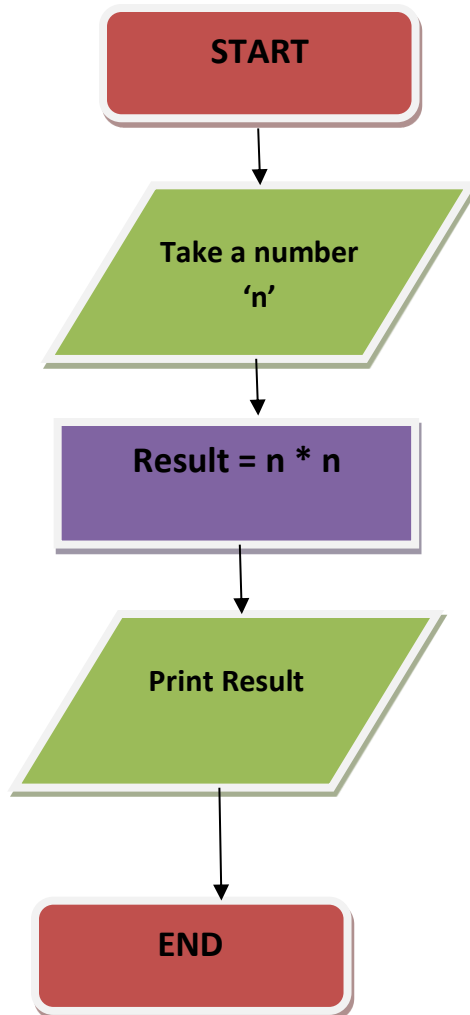 START
Take a number
‘n’
Result = n * n
Print Result
END